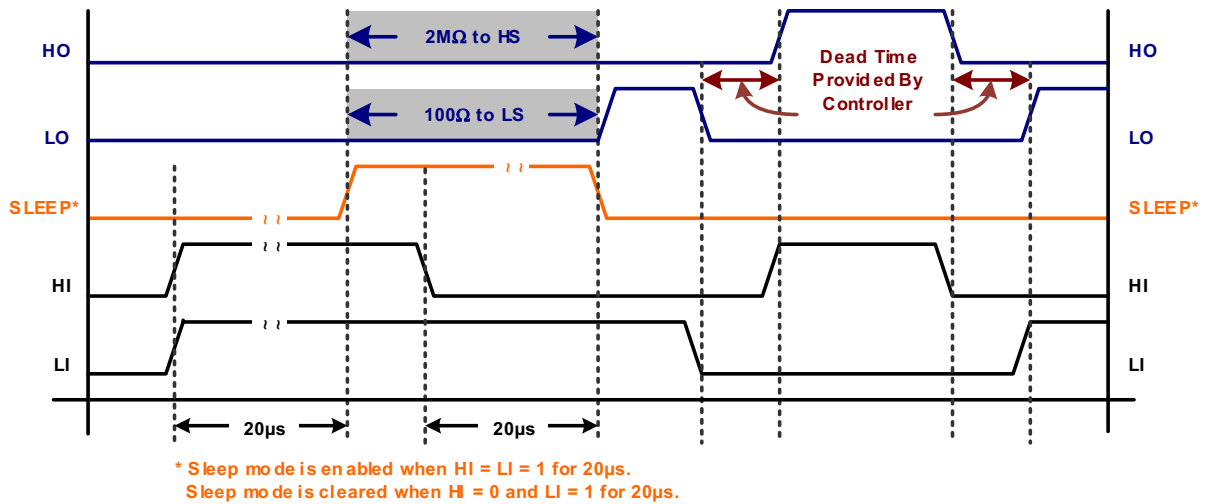 HO
2MΩ to HS
Dead Time
Provided By
Controller
HO
LO
100Ω to LS
LO
SLEEP*
SLEEP*
HI
HI
LI
LI
20µs
20µs
* Sleep mode is enabled when HI = LI = 1 for 20µs.
Sleep mode is cleared when HI = 0 and LI = 1 for 20µs.